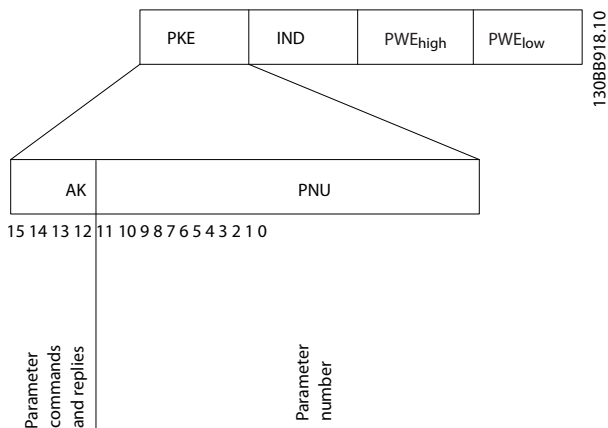 PKE IND PWEhigh PWElow
130BB918.10
AK PNU
15 14 13 12 11 10 9 8 7 6 5 4 3 2 1 0
Parameter
commands
and replies
Parameter
number